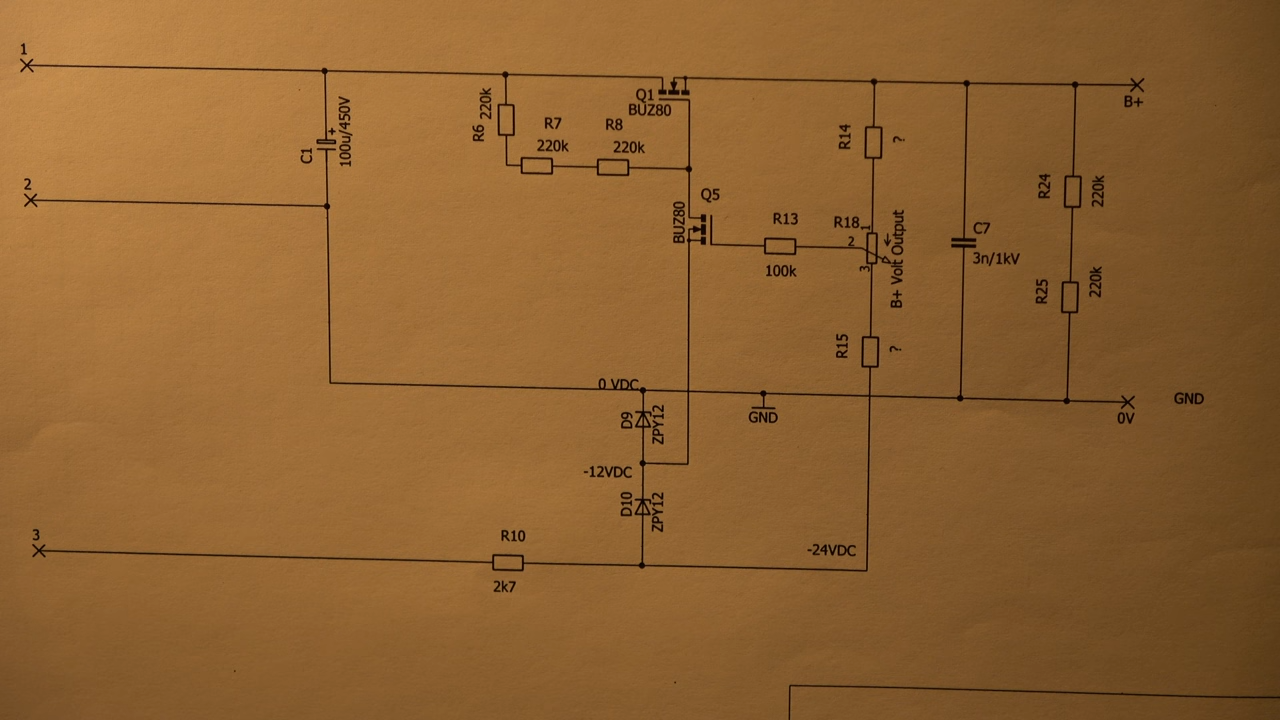 1
B+
Q1
BUZ80
R6
220k
R7
220k
R8
220k
C1
+
100u/450V
R14
?
2
Q5
BUZ80
R13
100k
R18
1
2
3
B+ Volt Output
C7
3n/1kV
R24
220k
R25
220k
R15
?
0 VDC
D9
ZPY12
GND
0V
GND
-12VDC
D10
ZPY12
3
R10
2k7
-24VDC